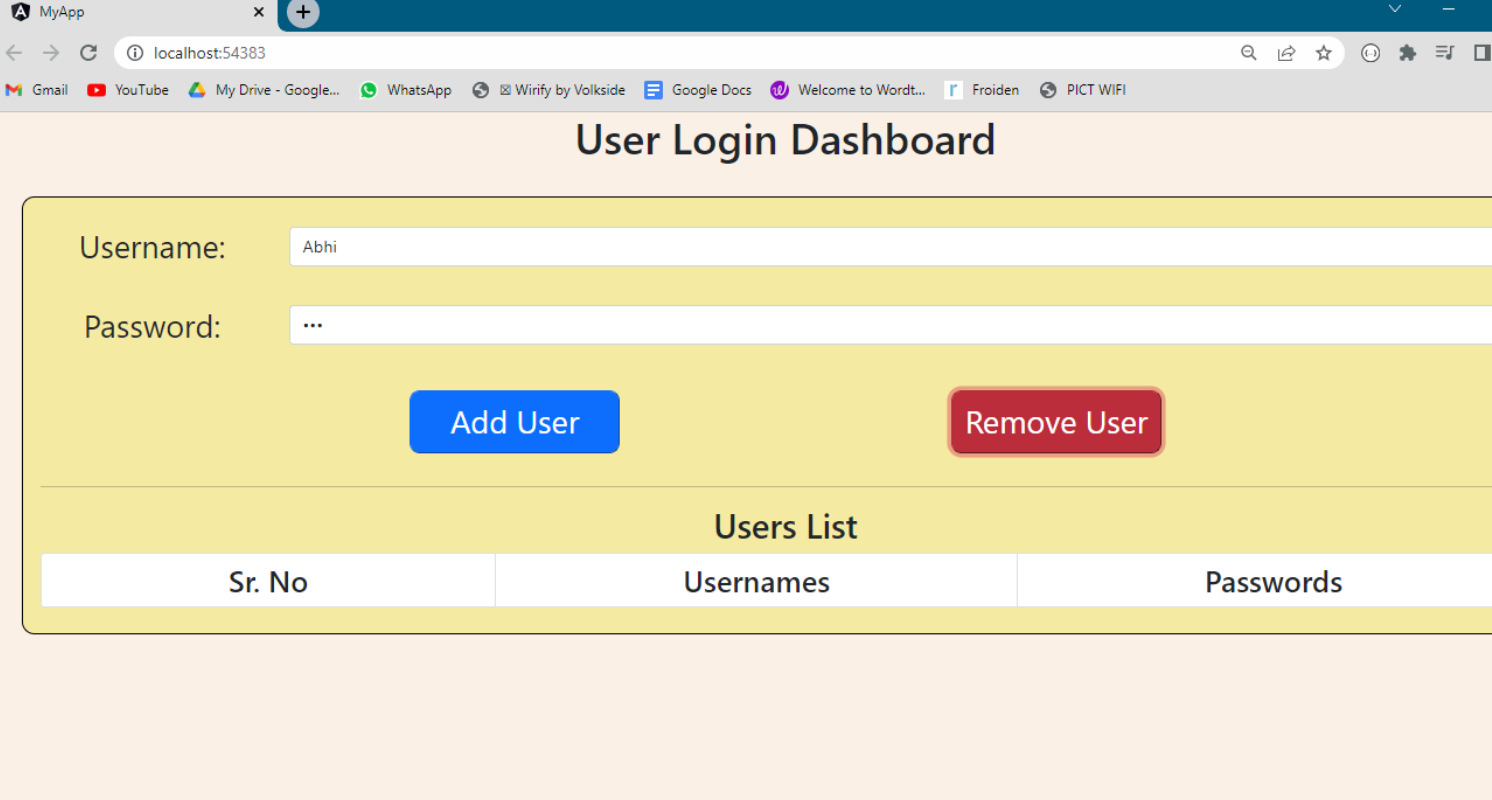 MyApp
localhost:54383
Gmail YouTube My Drive - Google... WhatsApp Wirify by Volkside Google Docs Welcome to Wordt... Froiden PICT WIFI
User Login Dashboard
Username: Abhi
Password: •••
Add User Remove User
Users List
Sr. No Usernames Passwords